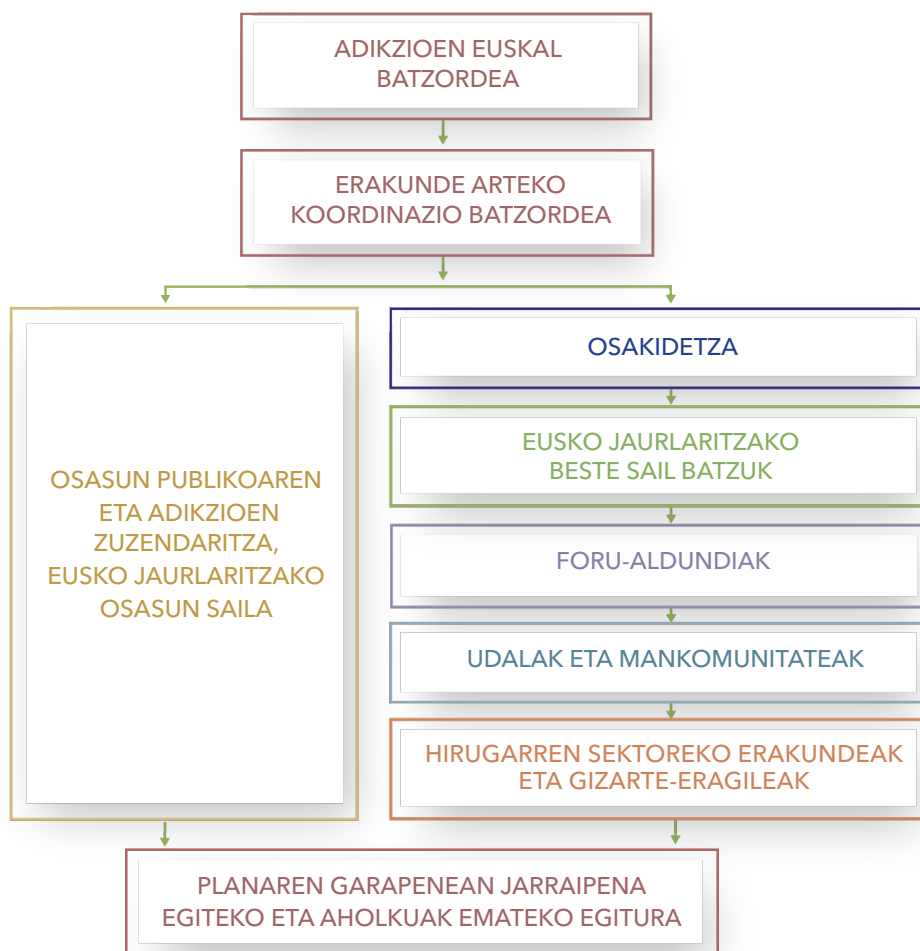 ADIKZIOEN EUSKAL
BATZORDEA
ERAKUNDE ARTEKO
KOORDINAZIO BATZORDEA
OSASUN PUBLIKOAREN
ETA ADIKZIOEN
ZUZENDARITZA,
EUSKO JAURLARITZAKO
OSASUN SAILA
OSAKIDETZA
EUSKO JAURLARITZAKO
BESTE SAIL BATZUK
FORU-ALDUNDIAK
UDALAK ETA MANKOMUNITATEAK
HIRUGARREN SEKTOREKO ERAKUNDEAK
ETA GIZARTE-ERAGILEAK
PLANAREN GARAPENEAN JARRAIPENA
EGITEKO ETA AHOLKUAK EMATEKO EGITURA